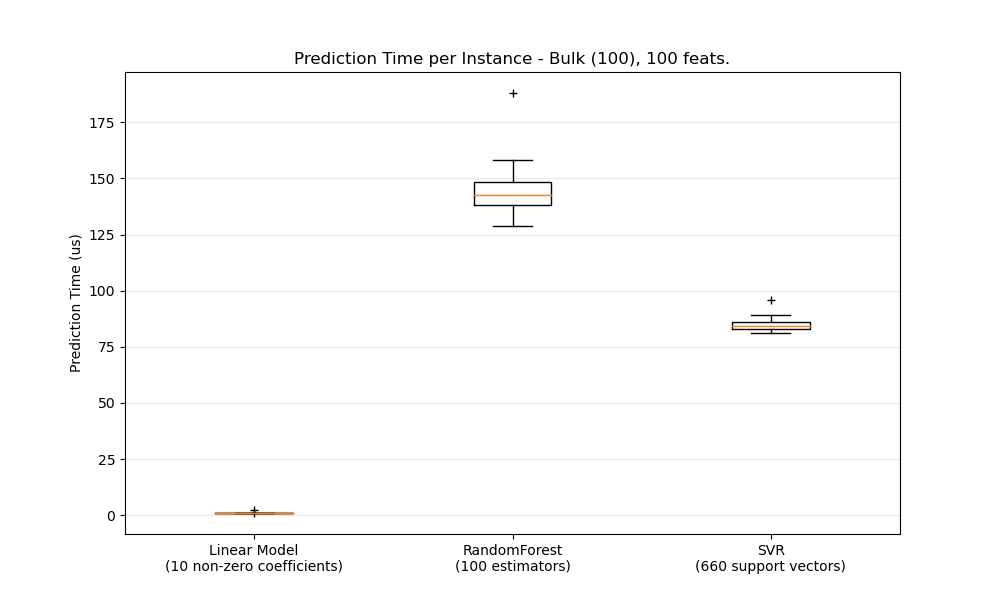 Prediction Time per Instance - Bulk (100), 100 feats.
Prediction Time (us)
175
150
125
100
75
50
25
0
Linear Model
(10 non-zero coefficients)
RandomForest
(100 estimators)
SVR
(660 support vectors)